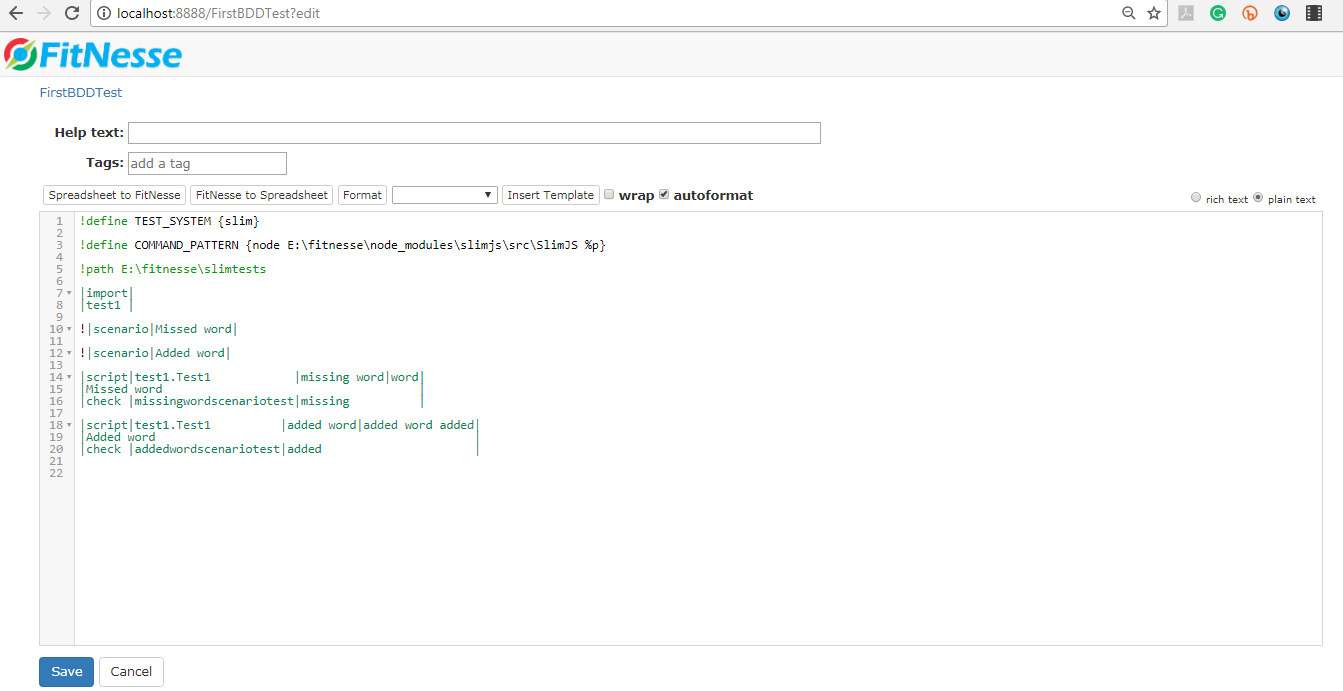 localhost:8888/FirstBDDTest?edit
FitNesse
FirstBDDTest
Help text:
Tags: add a tag
Spreadsheet to FitNesse FitNesse to Spreadsheet Format Insert Template wrap autoformat rich text plain text
1 !define TEST_SYSTEM {slim}
2
3 !define COMMAND_PATTERN {node E:\fitnesse\node_modules\slimjs\src\SlimJS %p}
4
5 !path E:\fitnesse\slimtests
6
7 |import|
8 |test1 |
9
10 !|scenario|Missed word|
11
12 !|scenario|Added word|
13
14 |script|test1.Test1            |missing word|word|
15 |Missed word                                     |
16 |check |missingwordscenariotest|missing          |
17
18 |script|test1.Test1          |added word|added word added|
19 |Added word                                              |
20 |check |addedwordscenariotest|added                      |
21
22
Save Cancel